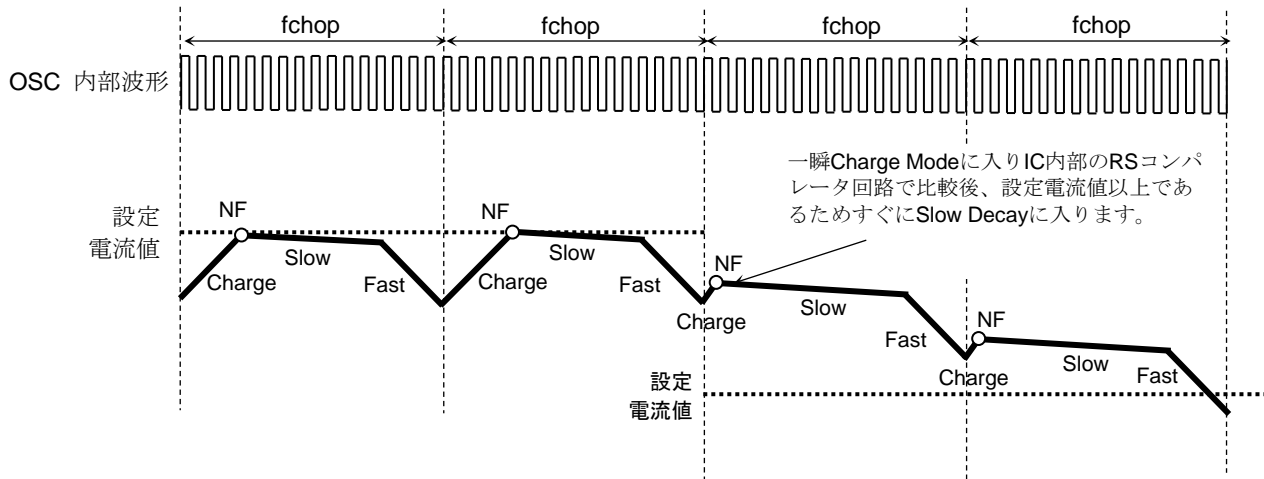 fchop
fchop
fchop
fchop
OSC 内部波形
一瞬Charge Modeに入りIC内部のRSコンパ
レータ回路で比較後、設定電流値以上であ
るためすぐにSlow Decayに入ります。
設定
電流値
NF
Slow
Charge
Fast
NF
Slow
Charge
Fast
NF
Charge
Slow
Fast
NF
Charge
Slow
Fast
設定
電流値